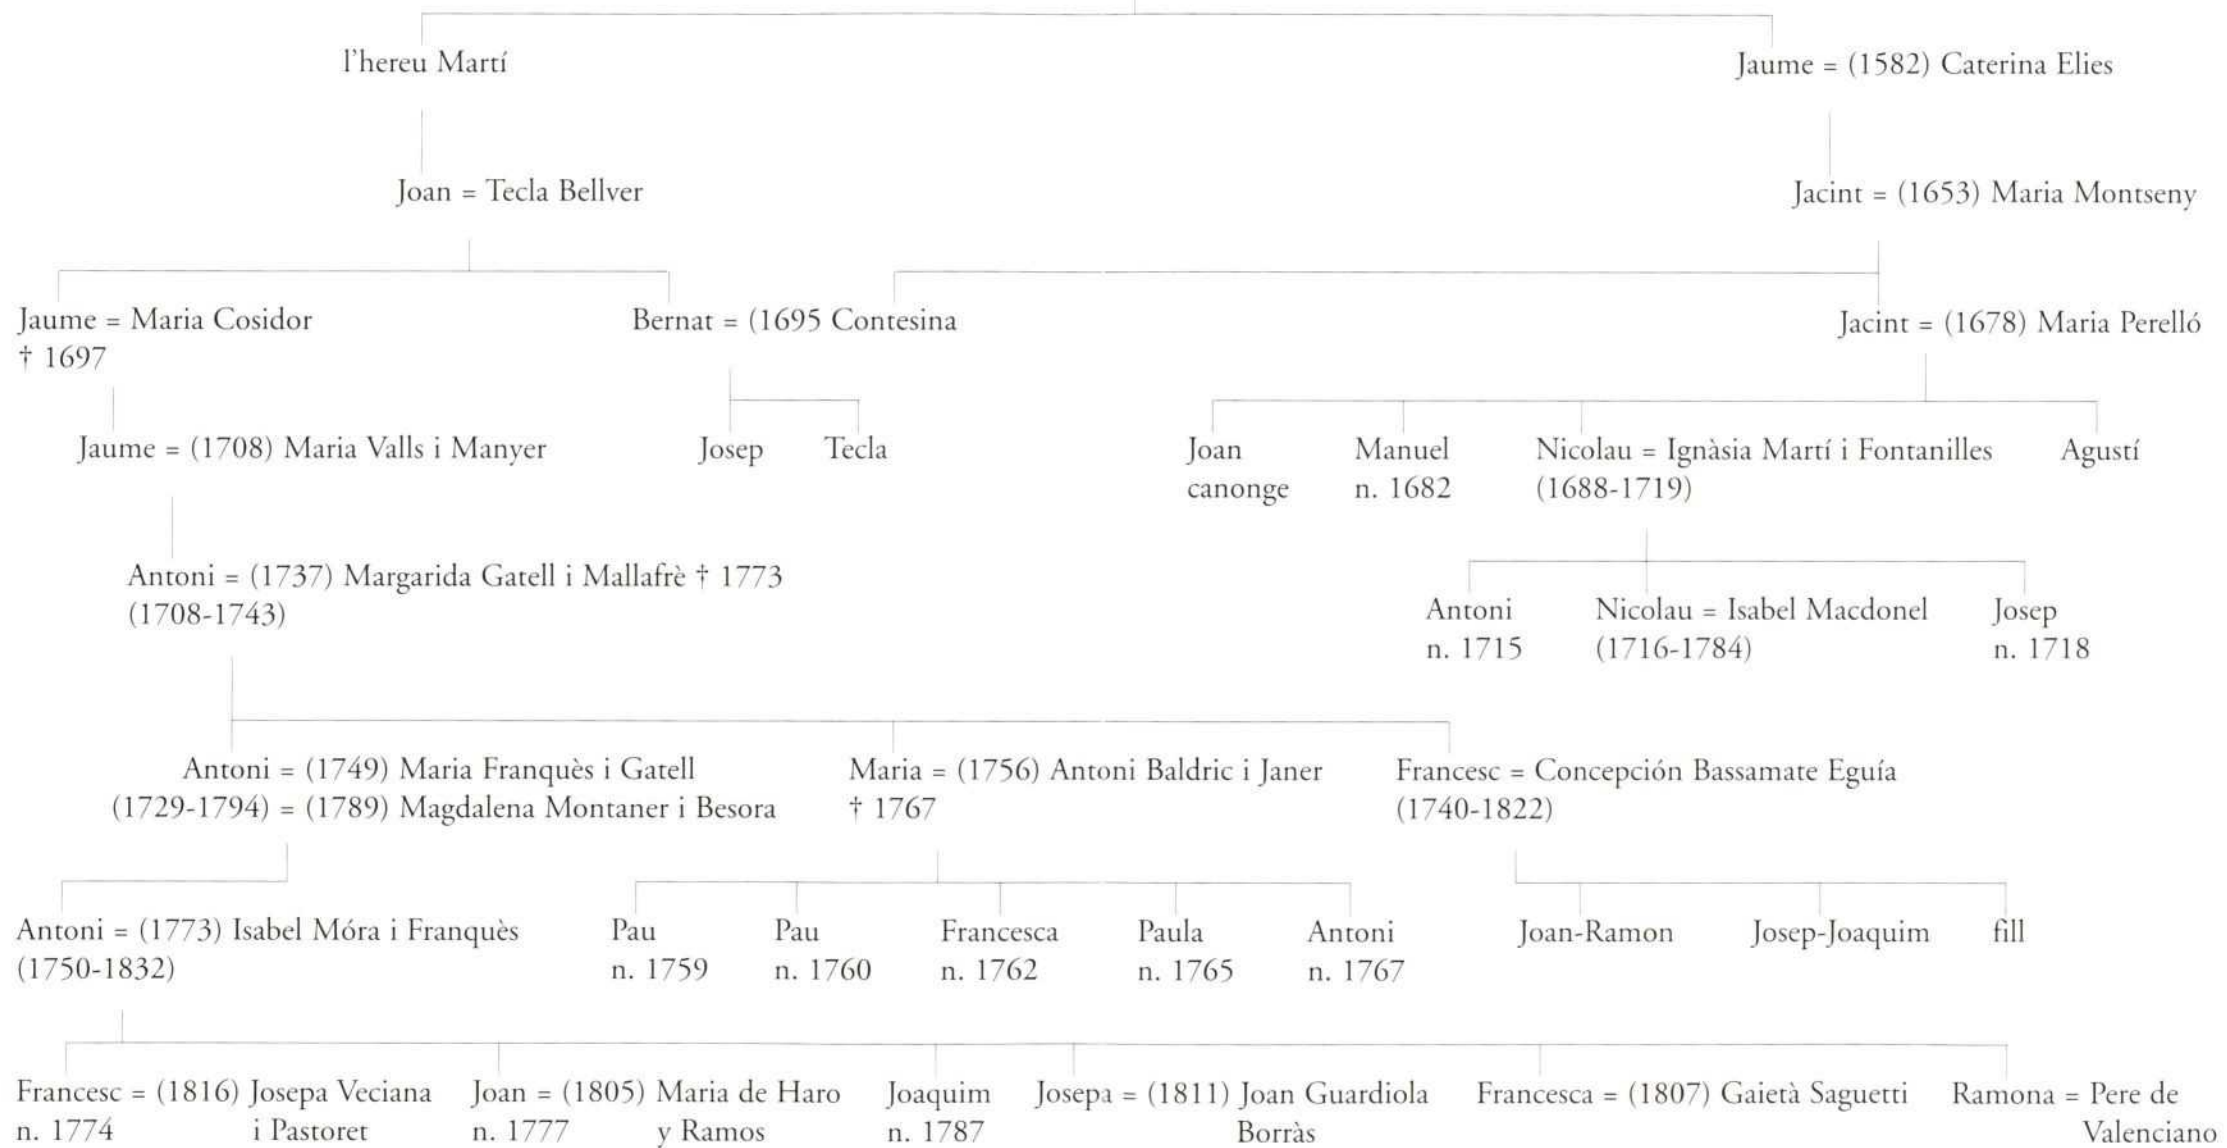 l'hereu Martí
Jaume = (1582) Caterina Elies
Joan = Tecla Bellver
Jacint = (1653) Maria Montseny
Jaume = Maria Cosidor
† 1697
Bernat = (1695 Contesina
Jacint = (1678) Maria Perelló
Jaume = (1708) Maria Valls i Manyer
Josep
Tecla
Joan
canonge
Manuel
n. 1682
Nicolau = Ignàsia Martí i Fontanilles
(1688-1719)
Agustí
Antoni = (1737) Margarida Gatell i Mallafrè † 1773
(1708-1743)
Antoni
n. 1715
Nicolau = Isabel Macdonel
(1716-1784)
Josep
n. 1718
Antoni = (1749) Maria Franquès i Gatell
(1729-1794) = (1789) Magdalena Montaner i Besora
Maria = (1756) Antoni Baldric i Janer
† 1767
Francesc = Concepción Bassamate Eguía
(1740-1822)
Antoni = (1773) Isabel Móra i Franquès
(1750-1832)
Pau
n. 1759
Pau
n. 1760
Francesca
n. 1762
Paula
n. 1765
Antoni
n. 1767
Joan-Ramon
Josep-Joaquim
fill
Francesc = (1816) Josepa Veciana
n. 1774 i Pastoret
Joan = (1805) Maria de Haro
n. 1777 y Ramos
Joaquim
n. 1787
Josepa = (1811) Joan Guardiola
Borràs
Francesca = (1807) Gaietà Saguetti
Ramona = Pere de
Valenciano